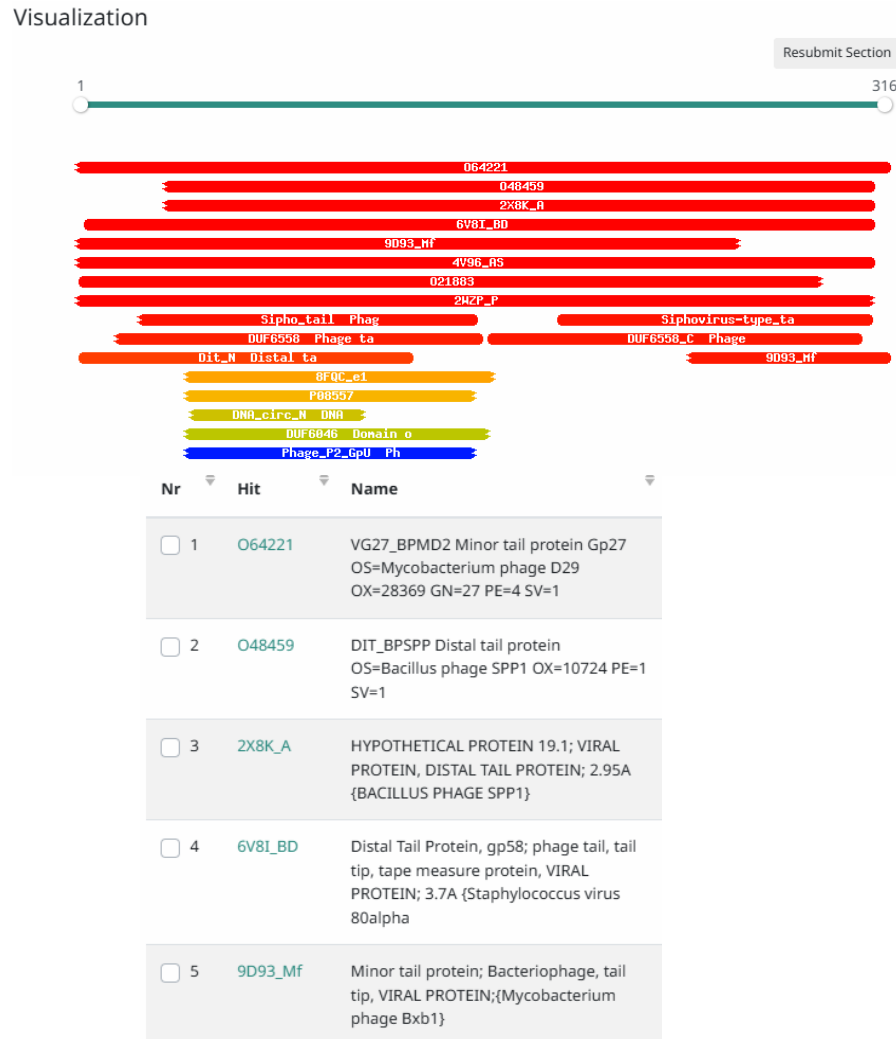 Visualization
Resubmit Section
1
316
O64221
O48459
2X8K_A
6V8I_BD
9D93_Mf
4V96_AS
O21883
2WZP_P
Sipho_tail Phag
Siphovirus-type_ta
DUF6558 Phage ta
DUF6558_C Phage
Dit_N Distal ta
9D93_Mf
8FQC_e1
P08557
DNA_circ_N DNA
DUF6046 Domain o
Phage_P2_GpU Ph
Nr Hit Name
1 O64221 VG27_BPMD2 Minor tail protein Gp27
OS=Mycobacterium phage D29
OX=28369 GN=27 PE=4 SV=1
2 O48459 DIT_BPSPP Distal tail protein
OS=Bacillus phage SPP1 OX=10724 PE=1
SV=1
3 2X8K_A HYPOTHETICAL PROTEIN 19.1; VIRAL
PROTEIN, DISTAL TAIL PROTEIN; 2.95A
{BACILLUS PHAGE SPP1}
4 6V8I_BD Distal Tail Protein, gp58; phage tail, tail
tip, tape measure protein, VIRAL
PROTEIN; 3.7A {Staphylococcus virus
80alpha
5 9D93_Mf Minor tail protein; Bacteriophage, tail
tip, VIRAL PROTEIN;{Mycobacterium
phage Bxb1}